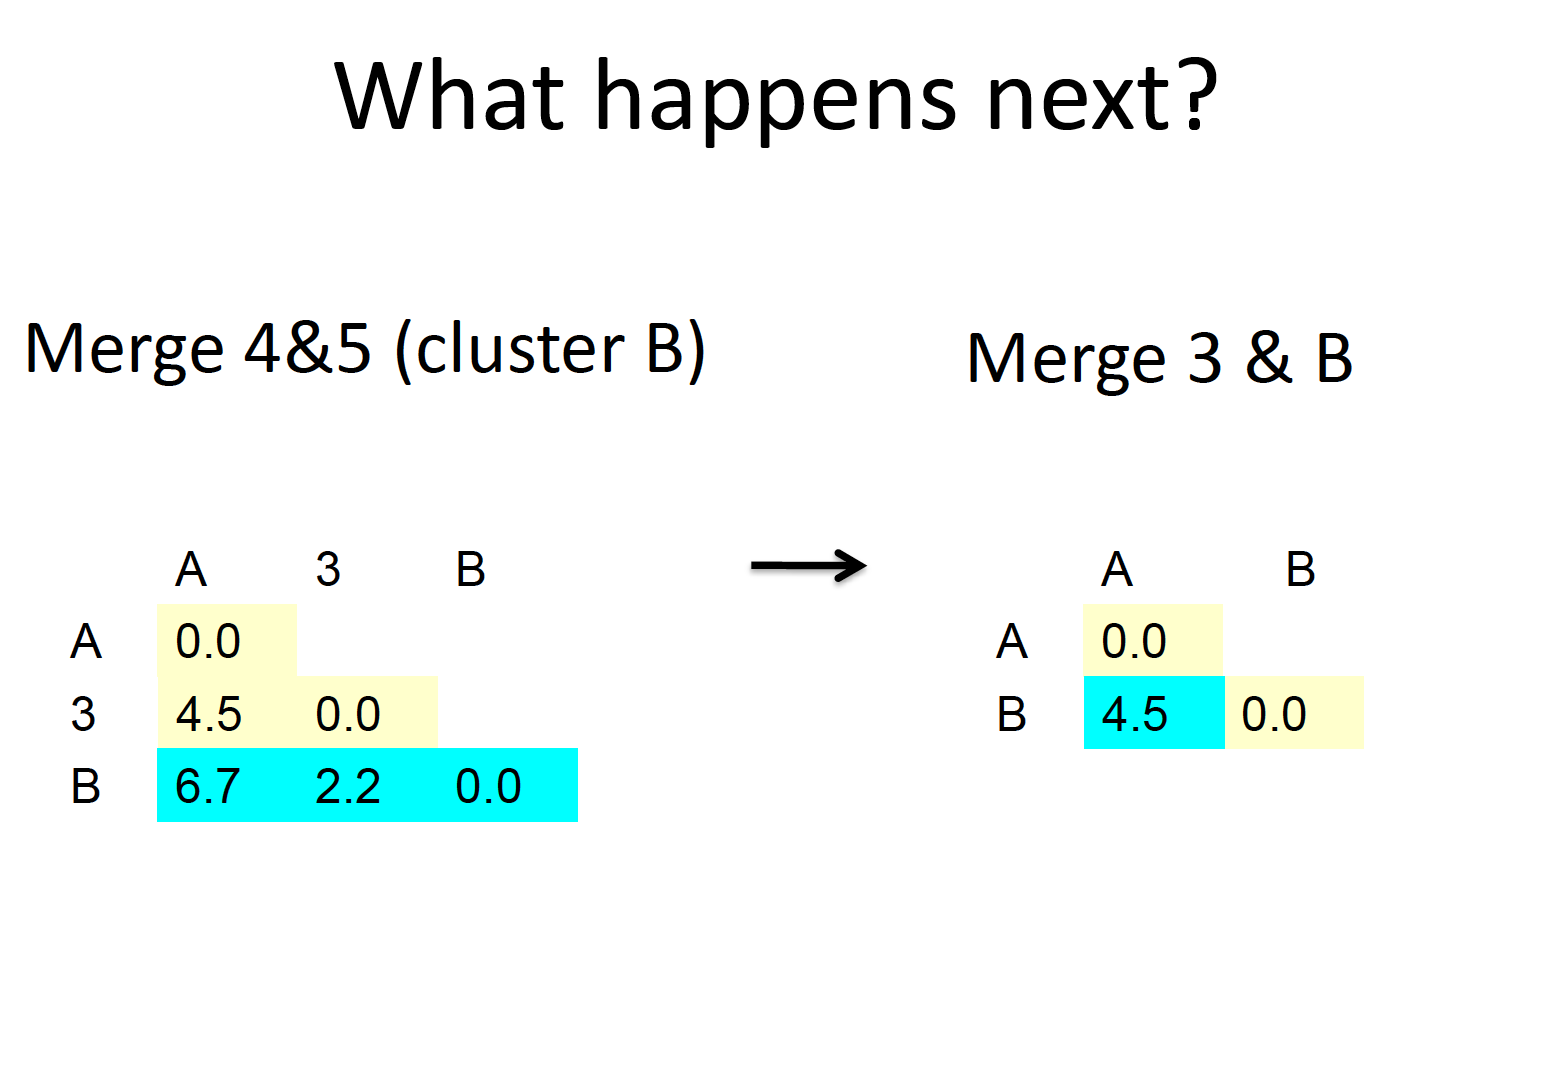 What happens next?
Merge 4&5 (cluster B)
Merge 3 & B
A 3 B
A 0.0
3 4.5 0.0
B 6.7 2.2 0.0
A B
A 0.0
B 4.5 0.0